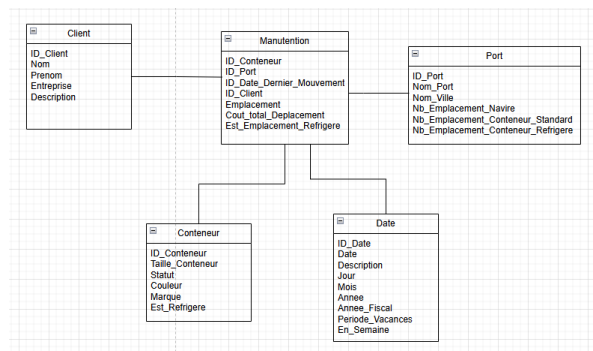 Client
ID_Client
Nom
Prenom
Entreprise
Description
Manutention
ID_Conteneur
ID_Port
ID_Date_Dernier_Mouvement
ID_Client
Emplacement
Cout_total_Deplacement
Est_Emplacement_Refrigere
Port
ID_Port
Nom_Port
Nom_Ville
Nb_Emplacement_Navire
Nb_Emplacement_Conteneur_Standard
Nb_Emplacement_Conteneur_Refrigere
Conteneur
ID_Conteneur
Taille_Conteneur
Statut
Couleur
Marque
Est_Refrigere
Date
ID_Date
Date
Description
Jour
Mois
Annee
Annee_Fiscal
Periode_Vacances
En_Semaine